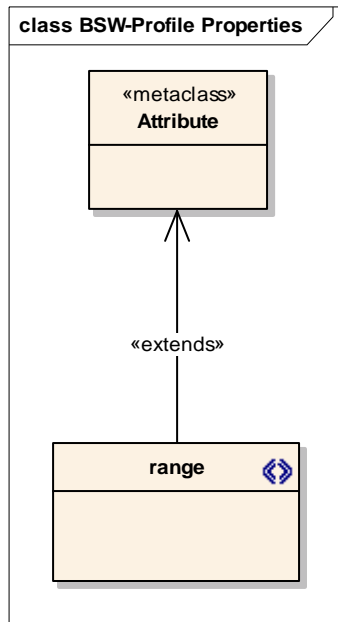 class BSW-Profile Properties
«metaclass»
Attribute
«extends»
range